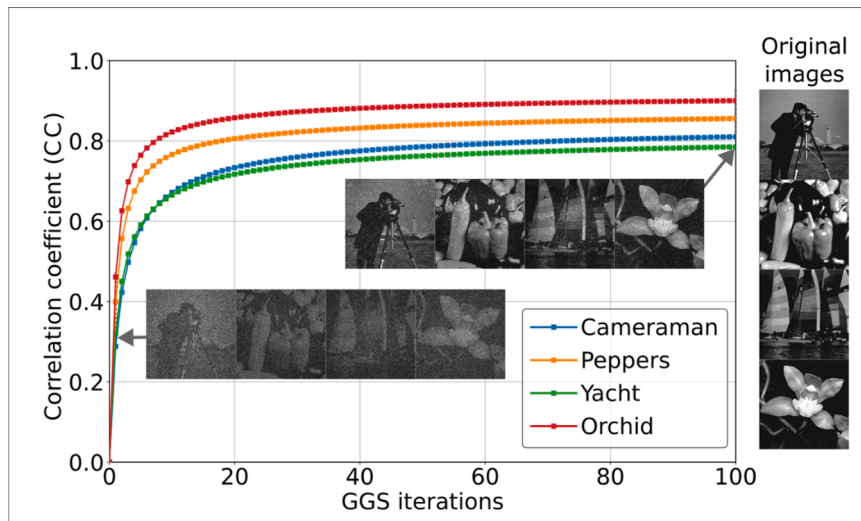 Original
images
1.0
0.8
0.6
0.4
0.2
0.0
Correlation coefficient (CC)
Cameraman
Peppers
Yacht
Orchid
0
20
40
60
80
100
GGS iterations